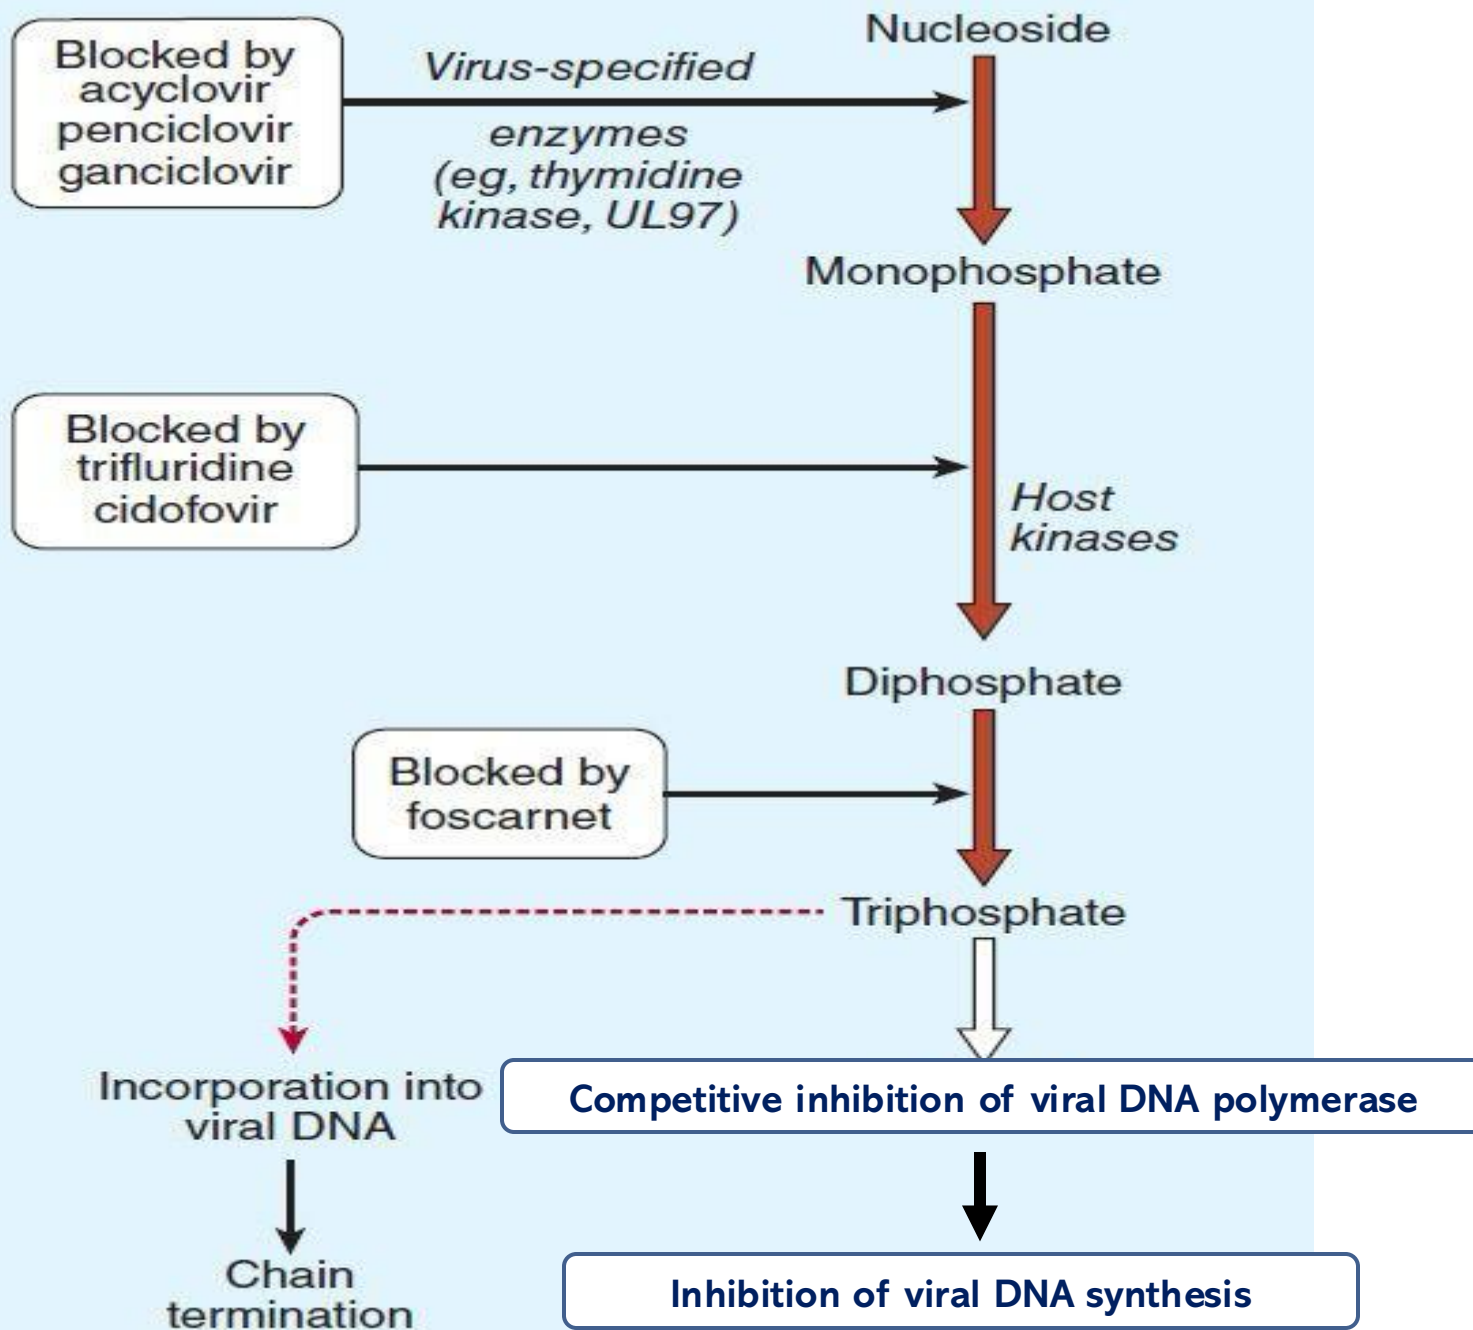 Nucleoside
Blocked by
acyclovir
penciclovir
ganciclovir
Virus-specified
enzymes
(eg, thymidine
kinase, UL97)
Monophosphate
Blocked by
trifluridine
cidofovir
Host
kinases
Diphosphate
Blocked by
foscarnet
Triphosphate
Incorporation into
viral DNA
Competitive inhibition of viral DNA polymerase
Chain
termination
Inhibition of viral DNA synthesis